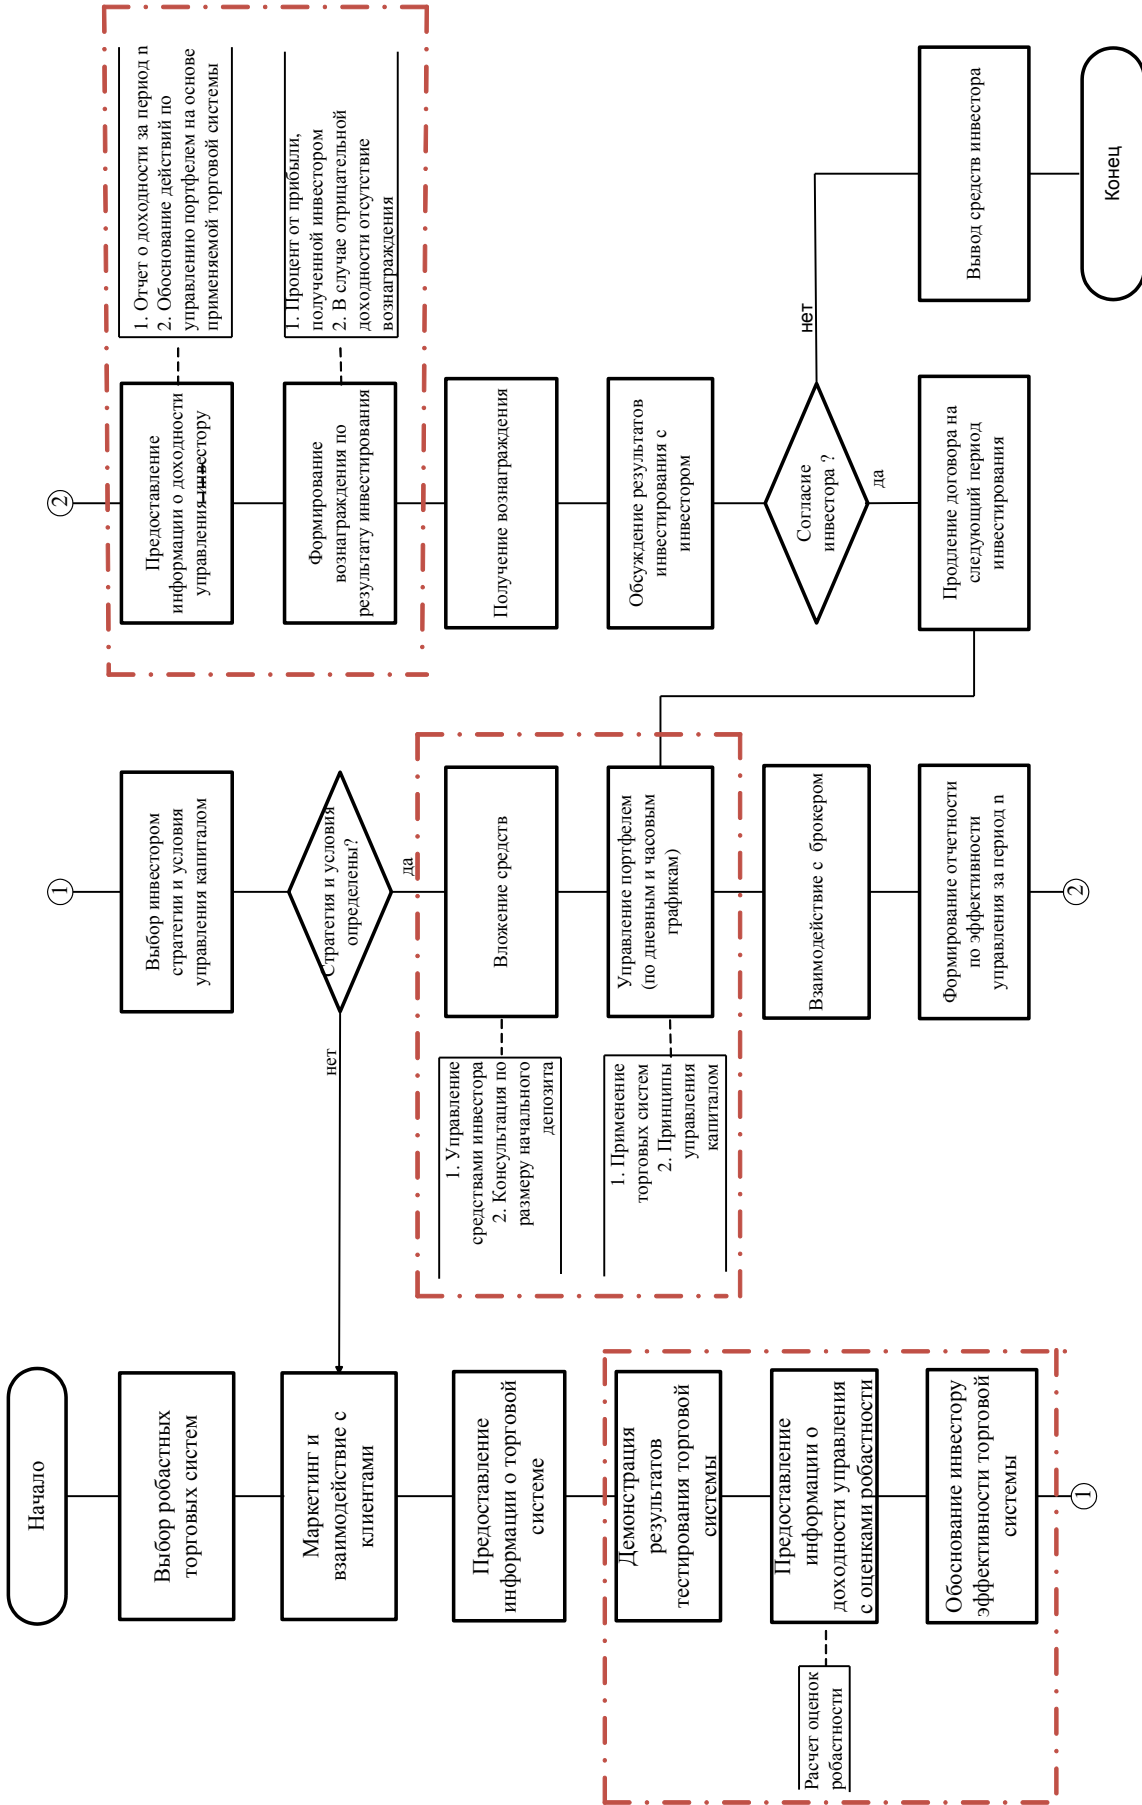 Начало
Выбор робастных
торговых систем
Маркетинг и
взаимодействие с
клиентами
Предоставление
информации о торговой
системе
Демонстрация
результатов
тестирования торговой
системы
Предоставление
информации о
доходности управления
с оценками робастности
Расчет оценок
робастности
Обоснование инвестору
эффективности торговой
системы
1
1
Выбор инвестором
стратегии и условия
управления капиталом
Стратегия и условия
определены?
нет
да
Вложение средств
1. Управление
средствами инвестора
2. Консультация по
размеру начального
депозита
Управление портфелем
(по дневным и часовым
графикам)
1. Применение
торговых систем
2. Принципы
управления
капиталом
Взаимодействие с брокером
Формирование отчетности
по эффективности
управления за период n
2
2
Предоставление
информации о доходности
управления инвестору
1. Отчет о доходности за период n
2. Обоснование действий по
управлению портфелем на основе
применяемой торговой системы
Формирование
вознаграждения по
результату инвестирования
1. Процент от прибыли,
полученной инвестором
2. В случае отрицательной
доходности отсутствие
вознаграждения
Получение вознаграждения
Обсуждение результатов
инвестирования с
инвестором
Согласие
инвестора ?
нет
да
Продление договора на
следующий период
инвестирования
Вывод средств инвестора
Конец